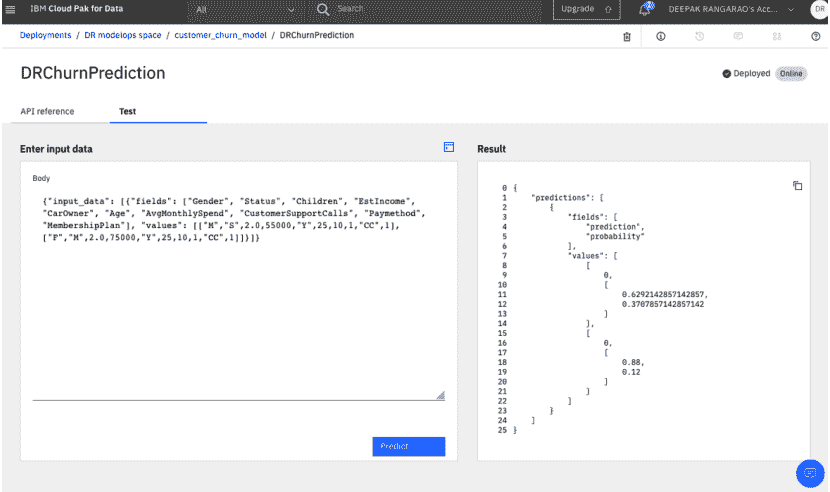 IBM Cloud Pak for Data
All
Search
Upgrade
DEEPAK RANGARAO's Acc...
DR
Deployments / DR modelops space / customer_churn_model / DRChurnPrediction
DRChurnPrediction
Deployed
Online
API reference
Test
Enter input data
Body
{"input_data": [{"fields": ["Gender", "Status", "Children", "EstIncome",
"CarOwner", "Age", "AvgMonthlySpend", "CustomerSupportCalls", "Paymethod",
"MembershipPlan"], "values": [["M","S",2.0,55000,"Y",25,10,1,"CC",1],
["F","M",2.0,75000,"Y",25,10,1,"CC",1]]}]}
Predict
Result
0 {
1 "predictions": [
2 {
3 "fields": [
4 "prediction",
5 "probability"
6 ],
7 "values": [
8 [
9 0,
10 [
11 0.6292142857142857,
12 0.3707857142857142
13 ]
14 ],
15 [
16 0,
17 [
18 0.88,
19 0.12
20 ]
21 ]
22 ]
23 }
24 ]
25 }